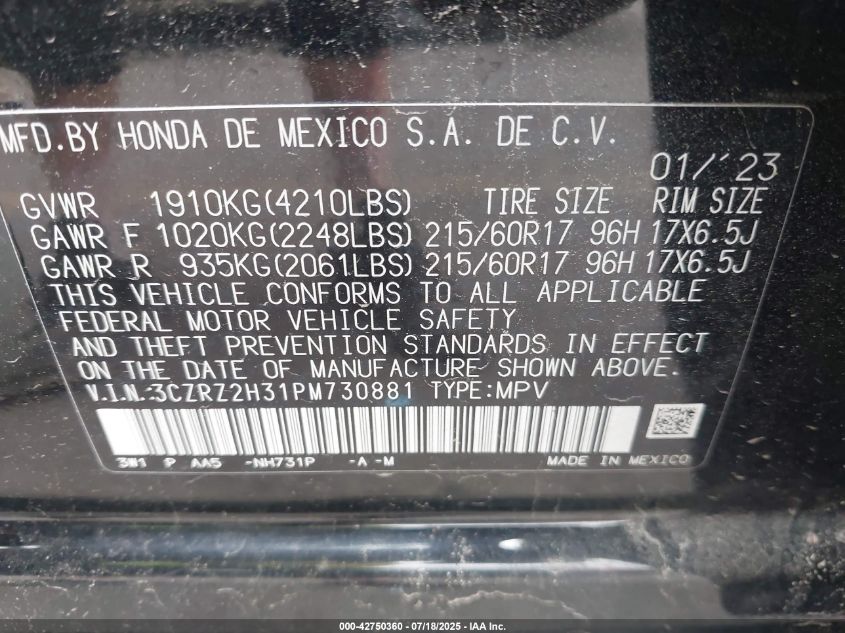 MFD.BY HONDA DE MEXICO S.A. DE C.V.
01/'23
GVWR 1910KG(4210LBS) TIRE SIZE RIM SIZE
GAWR F 1020KG(2248LBS) 215/60R17 96H 17X6.5J
GAWR R 935KG(2061LBS) 215/60R17 96H 17X6.5J
THIS VEHICLE CONFORMS TO ALL APPLICABLE
FEDERAL MOTOR VEHICLE SAFETY
AND THEFT PREVENTION STANDARDS IN EFFECT
ON THE DATE OF MANUFACTURE SHOWN ABOVE.
V.I.N.:3CZRZ2H31PM730881 TYPE:MPV
3W1 P AA5 -NH731P -A -M MADE IN MEXICO
000-42750360 - 07/18/2025 - IAA Inc.